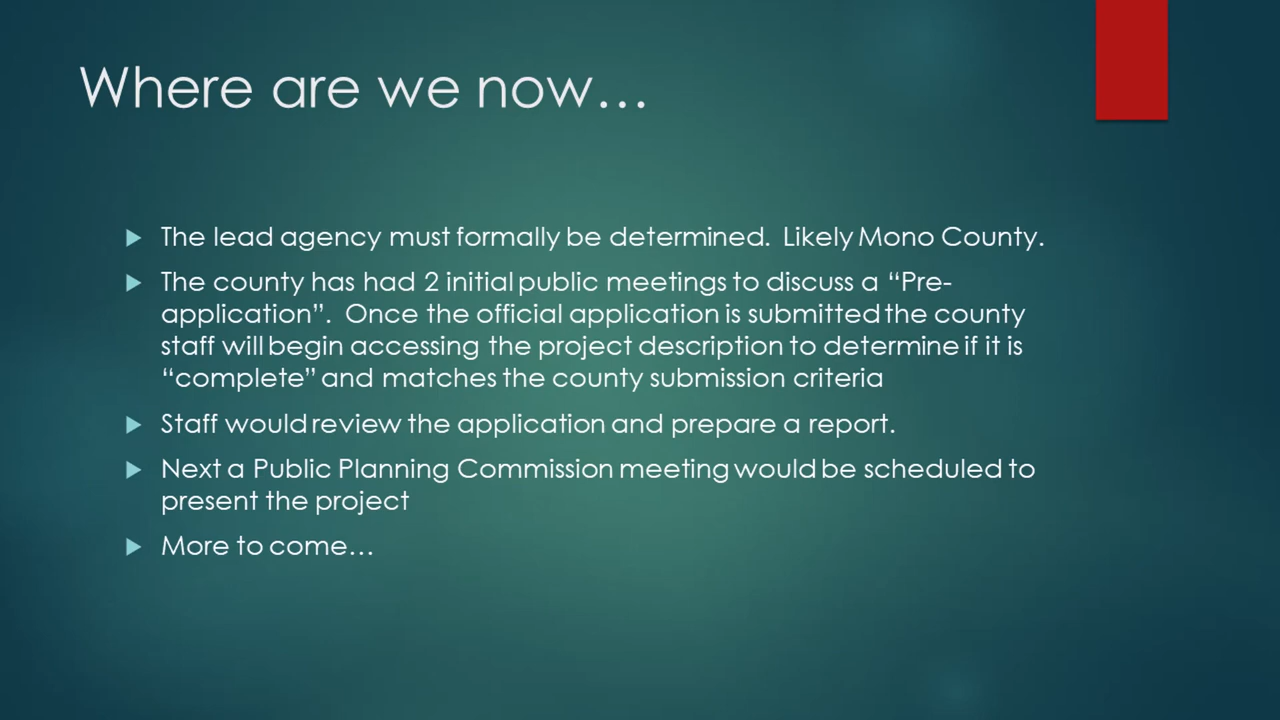 Where are we now…
The lead agency must formally be determined.  Likely Mono County.
The county has had 2 initial public meetings to discuss a “Pre-
application”.  Once the official application is submitted the county
staff will begin accessing the project description to determine if it is
“complete” and matches the county submission criteria
Staff would review the application and prepare a report.
Next a Public Planning Commission meeting would be scheduled to
present the project
More to come…